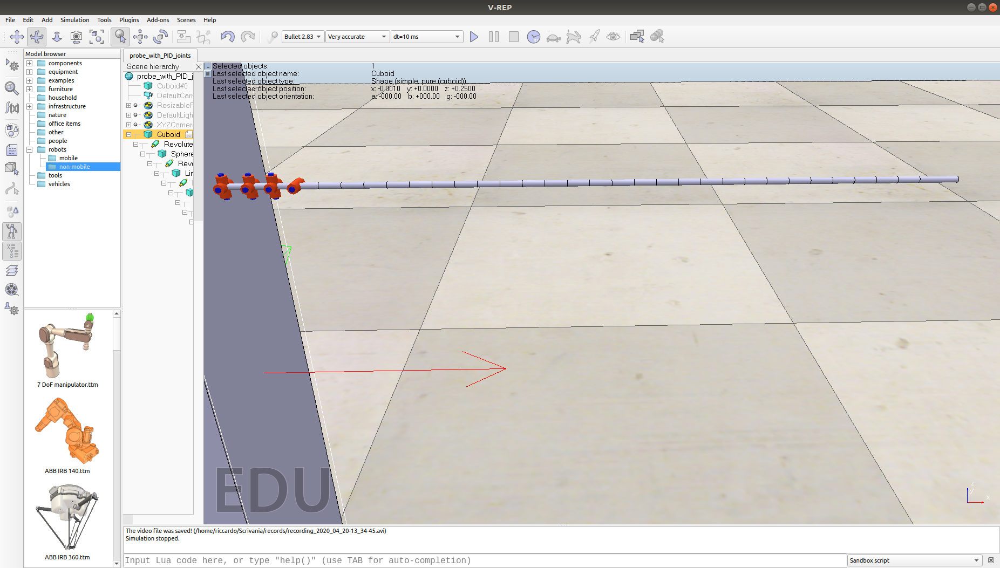 V-REP
File Edit Add Simulation Tools Plugins Add-ons Scenes Help
Bullet 2.83 Very accurate dt=10 ms
Model browser
components
equipment
examples
furniture
household
infrastructure
nature
office items
other
people
robots
mobile
non-mobile
tools
vehicles
7 DoF manipulator.ttm
ABB IRB 140.ttm
ABB IRB 360.ttm
probe_with_PID_joints
Scene hierarchy
probe_with_PID_j
Cuboid#0
DefaultCam
ResizableF
DefaultLigh
XYZCamera
Cuboid
Revolute
Sphere
Revo
Lin
Selected objects: 1
Last selected object name: Cuboid
Last selected object type: Shape (simple, pure (cuboid))
Last selected object position: x: -0.0010 y: +0.0000 z: +0.2500
Last selected object orientation: a: -000.00 b: +000.00 g: -000.00
EDU
z
y
x
The video file was saved! (/home/riccardo/Scrivania/records/recording_2020_04_20-13_34-45.avi)
Simulation stopped.
Input Lua code here, or type "help()" (use TAB for auto-completion)
Sandbox script